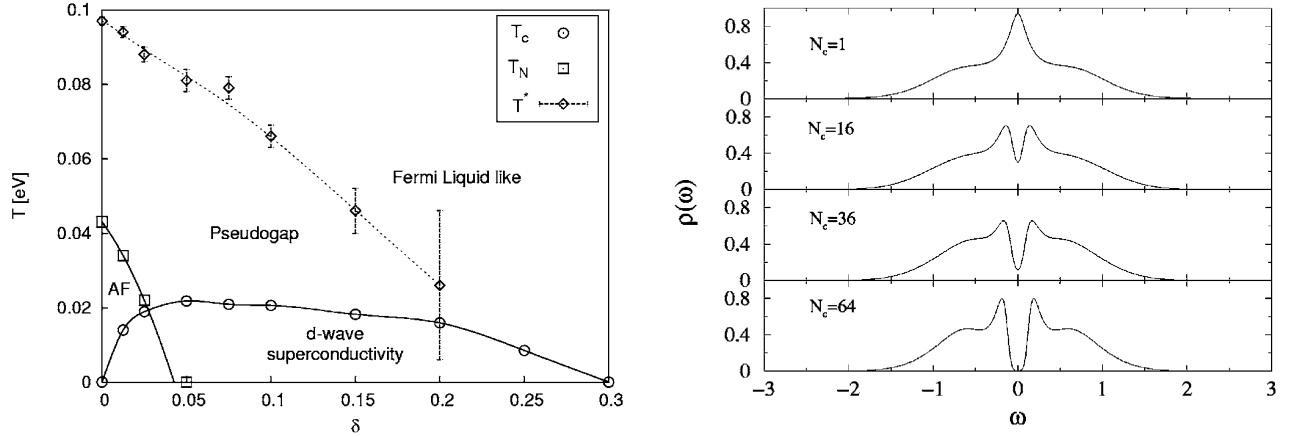 0.1
0.08
0.06
0.04
0.02
0
T [eV]
T_c
T_N
T^*
Fermi Liquid like
Pseudogap
AF
d-wave
superconductivity
0 0.05 0.1 0.15 0.2 0.25 0.3
δ
0.8
0.4
0
N_c=1
0.8
0.4
0
N_c=16
ρ(ω)
0.8
0.4
0
N_c=36
0.8
0.4
0
N_c=64
−3 −2 −1 0 1 2 3
ω